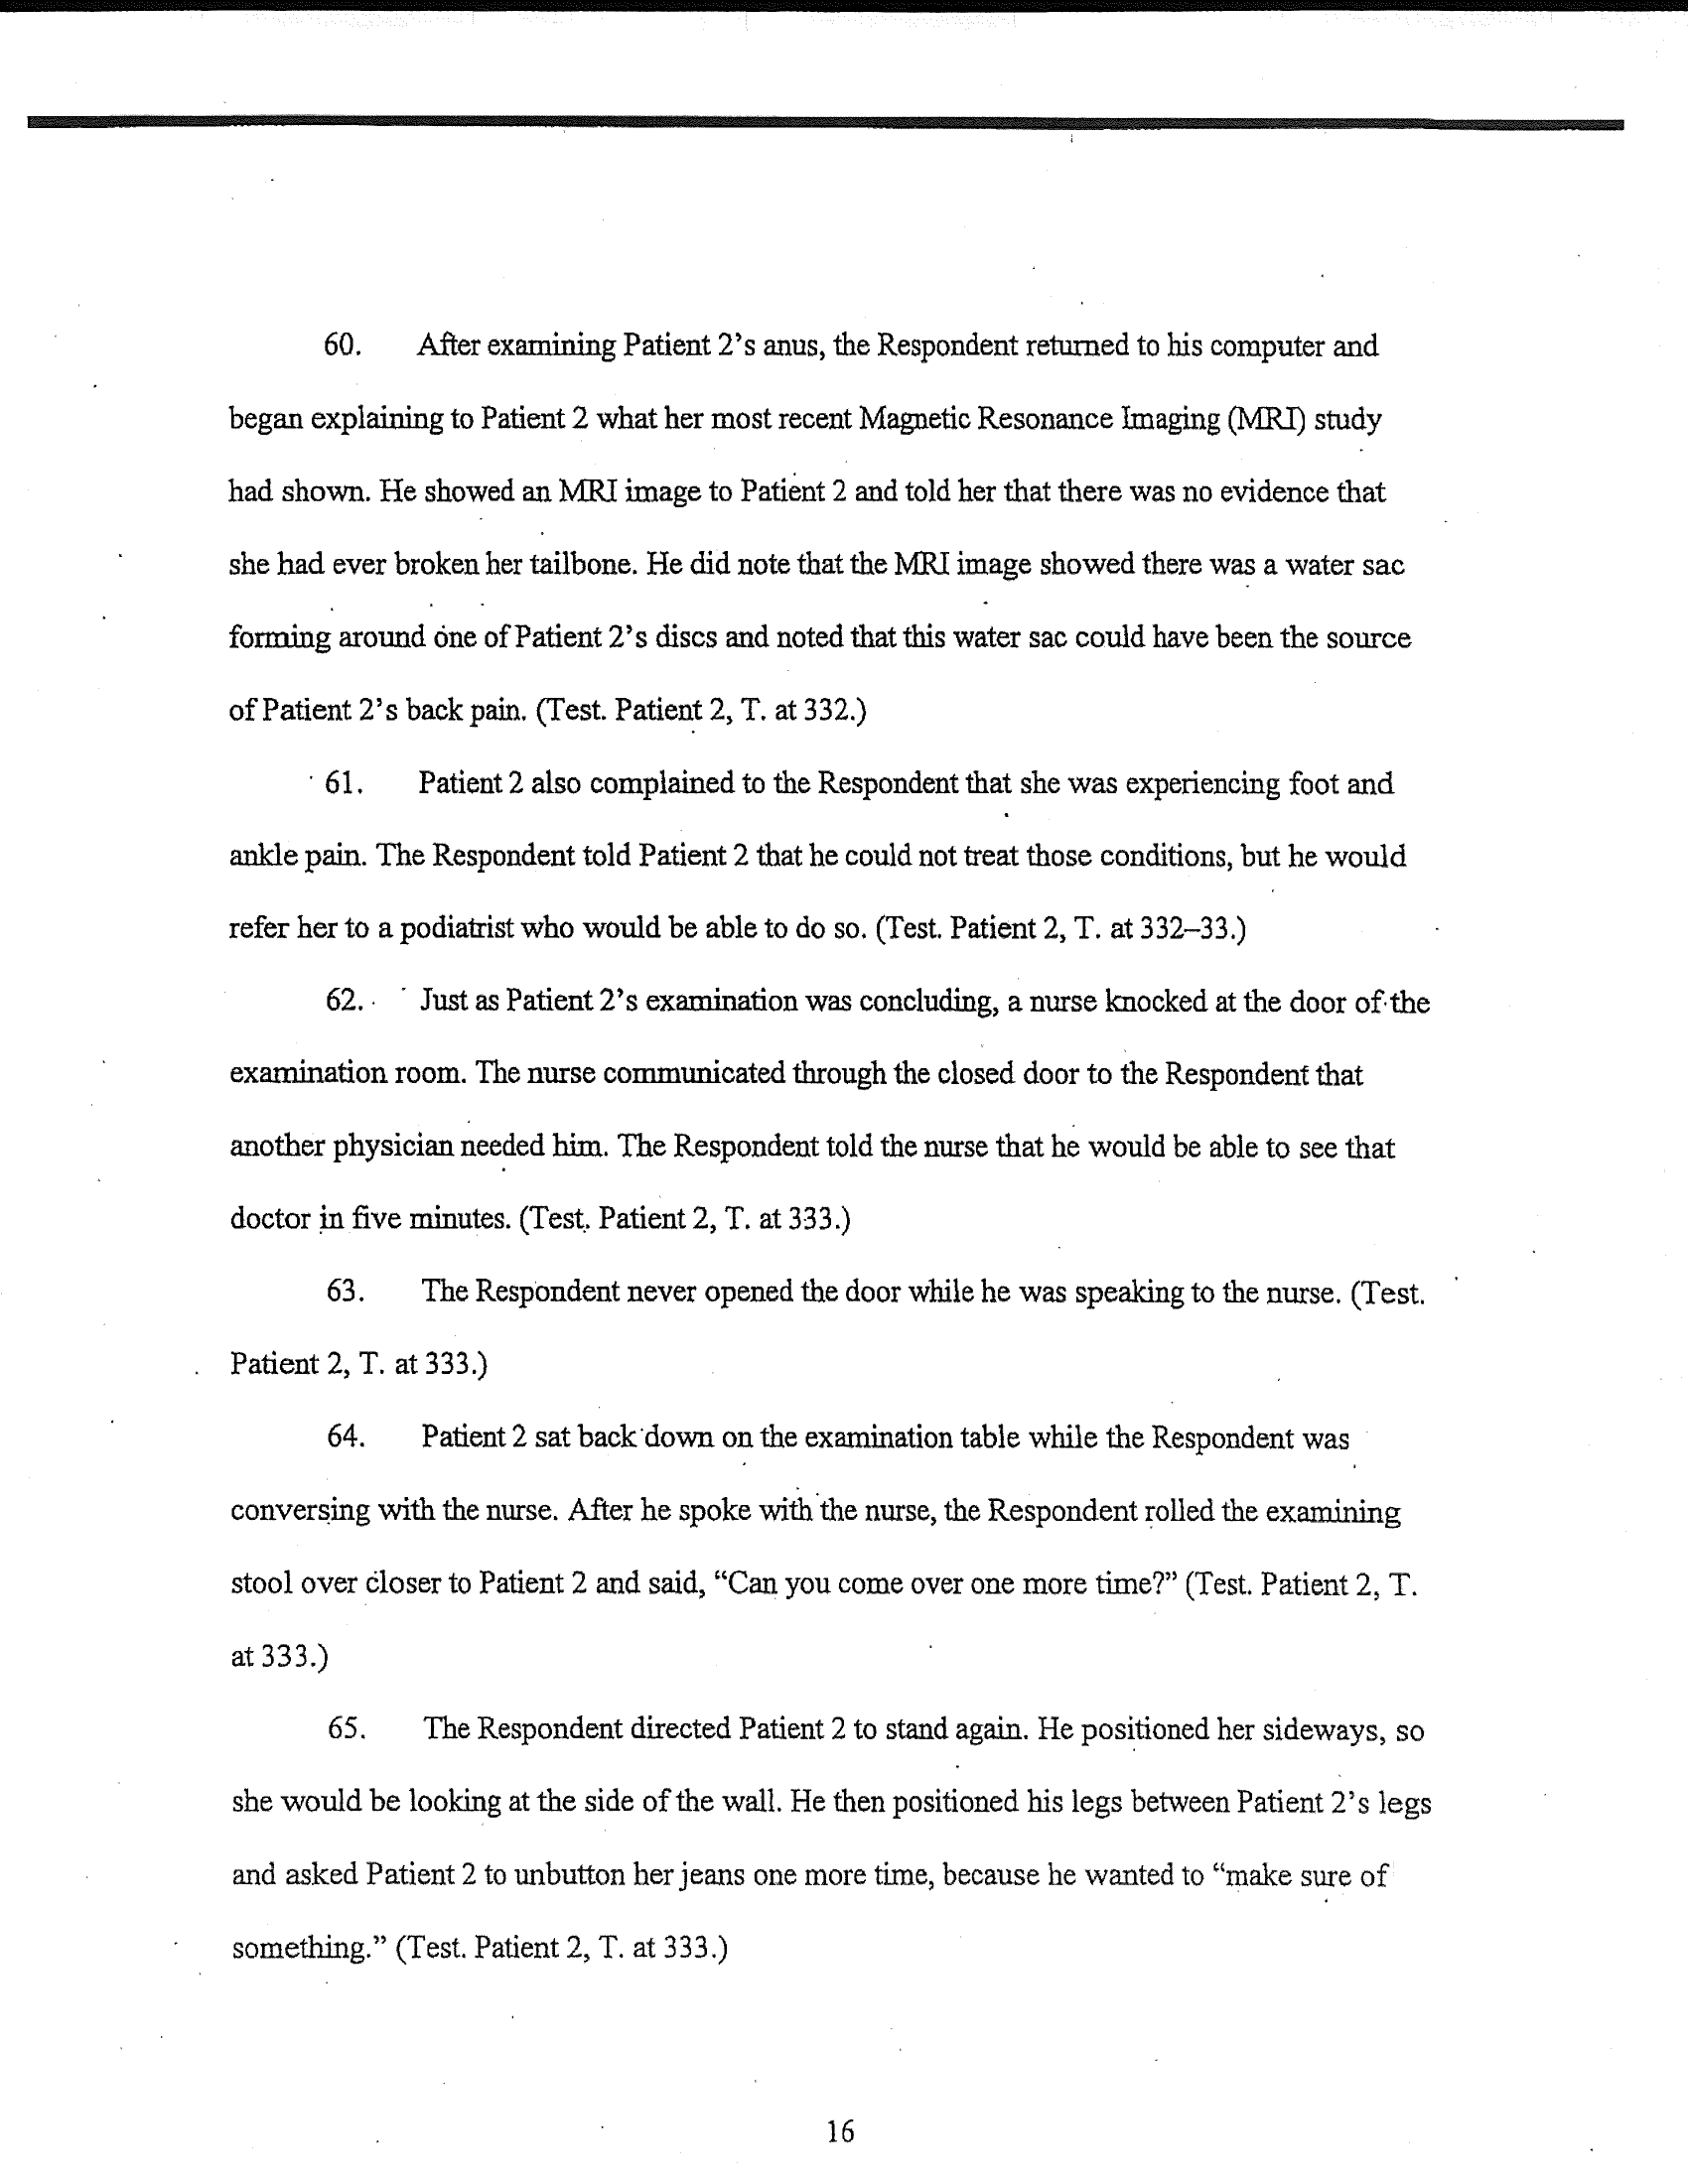 60. After examining Patient 2’s anus, the Respondent returned to his computer and
began explaining to Patient 2 what her most recent Magnetic Resonance Imaging (MRI) study
had shown. He showed an MRI image to Patient 2 and told her that there was no evidence that
she had ever broken her tailbone. He did note that the MRI image showed there was a water sac
forming around one of Patient 2’s discs and noted that this water sac could have been the source
of Patient 2’s back pain. (Test. Patient 2, T. at 332.)
61. Patient 2 also complained to the Respondent that she was experiencing foot and
ankle pain. The Respondent told Patient 2 that he could not treat those conditions, but he would
refer her to a podiatrist who would be able to do so. (Test. Patient 2, T. at 332–33.)
62. Just as Patient 2’s examination was concluding, a nurse knocked at the door of the
examination room. The nurse communicated through the closed door to the Respondent that
another physician needed him. The Respondent told the nurse that he would be able to see that
doctor in five minutes. (Test. Patient 2, T. at 333.)
63. The Respondent never opened the door while he was speaking to the nurse. (Test.
Patient 2, T. at 333.)
64. Patient 2 sat back down on the examination table while the Respondent was
conversing with the nurse. After he spoke with the nurse, the Respondent rolled the examining
stool over closer to Patient 2 and said, “Can you come over one more time?” (Test. Patient 2, T.
at 333.)
65. The Respondent directed Patient 2 to stand again. He positioned her sideways, so
she would be looking at the side of the wall. He then positioned his legs between Patient 2’s legs
and asked Patient 2 to unbutton her jeans one more time, because he wanted to “make sure of
something.” (Test. Patient 2, T. at 333.)
16